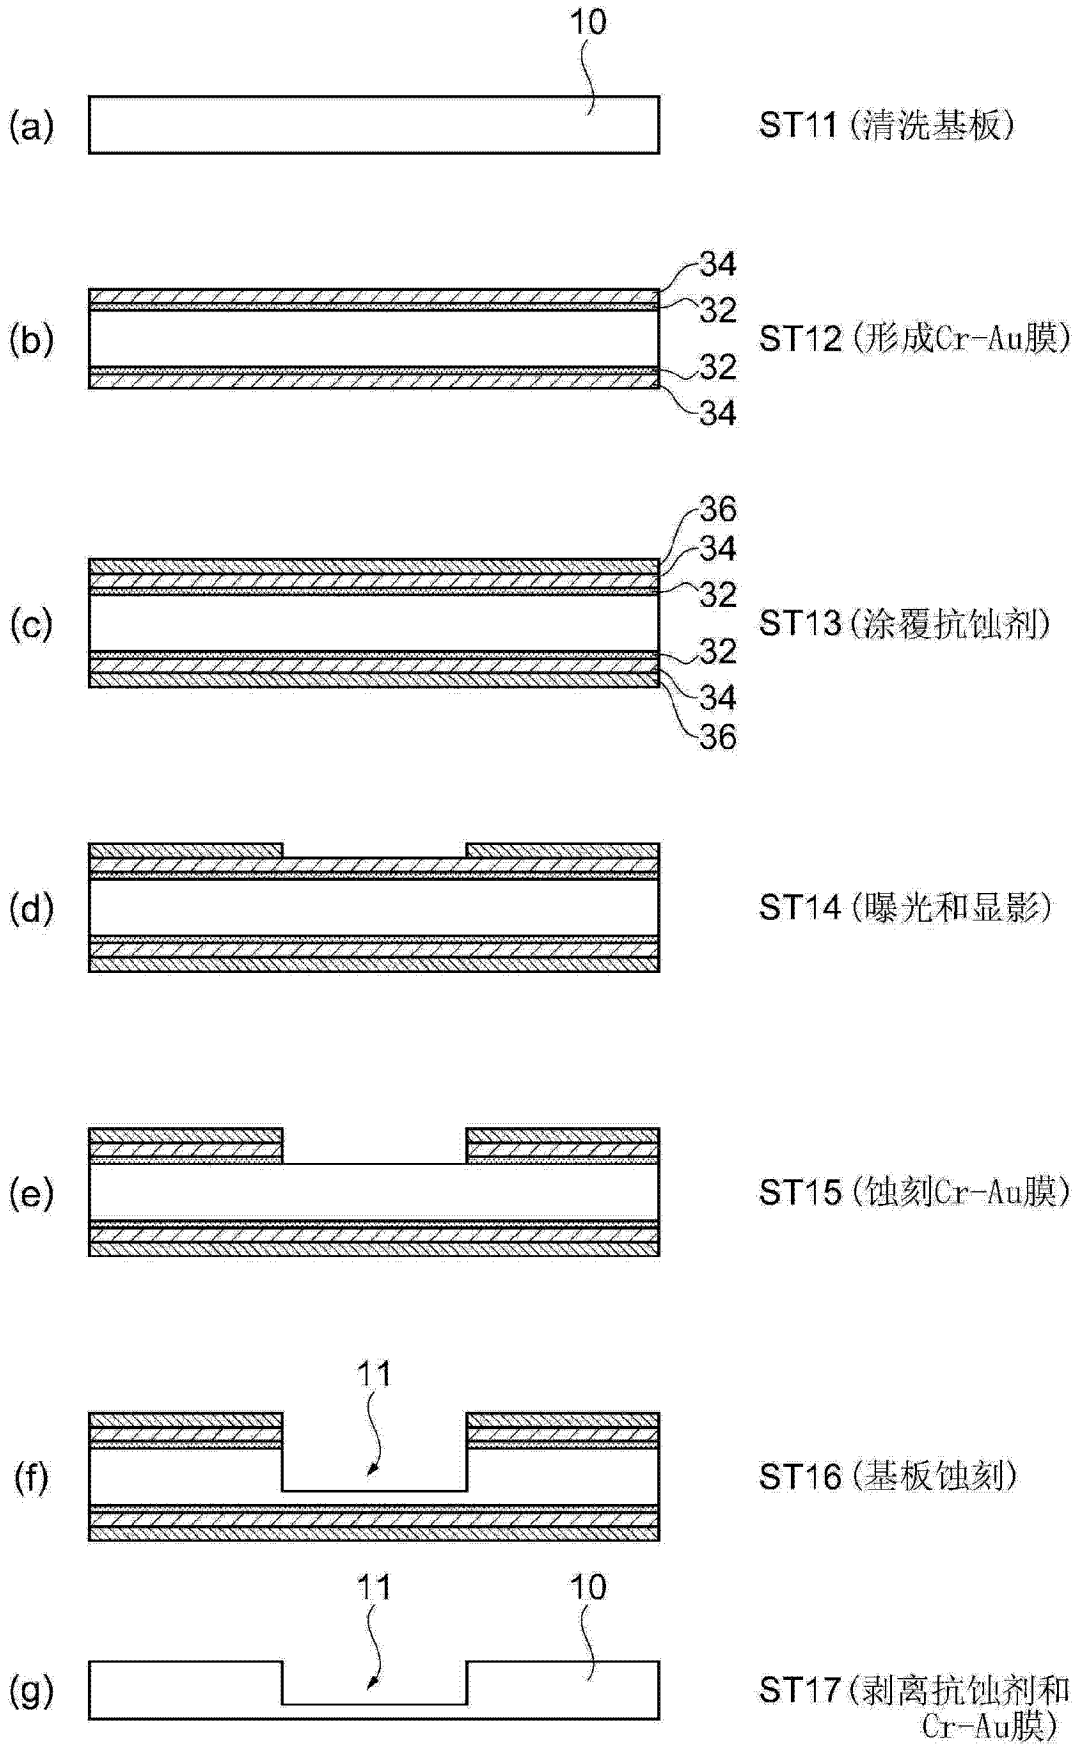 10
(a) ST11(清洗基板)
34
32
(b) ST12(形成Cr-Au膜)
32
34
36
34
32
(c) ST13(涂覆抗蚀剂)
32
34
36
(d) ST14(曝光和显影)
(e) ST15(蚀刻Cr-Au膜)
11
(f) ST16(基板蚀刻)
11 10
(g) ST17(剥离抗蚀剂和
Cr-Au膜)